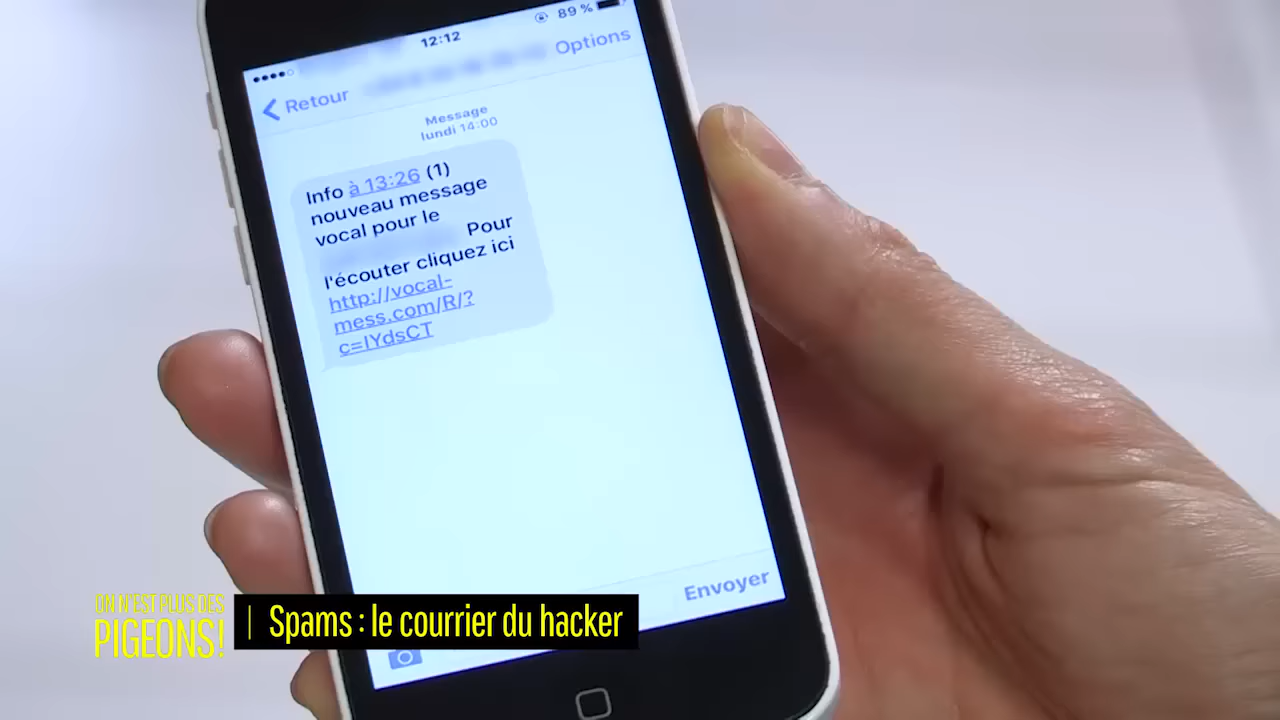 12:12
89 %
Retour
Options
Message
lundi 14:00
Info à 13:26 (1)
nouveau message
vocal pour le
Pour
l'écouter cliquez ici
http://vocal-
mess.com/R/?
c=IYdsCT
Envoyer
ON N'EST PLUS DES
PIGEONS!
Spams : le courrier du hacker